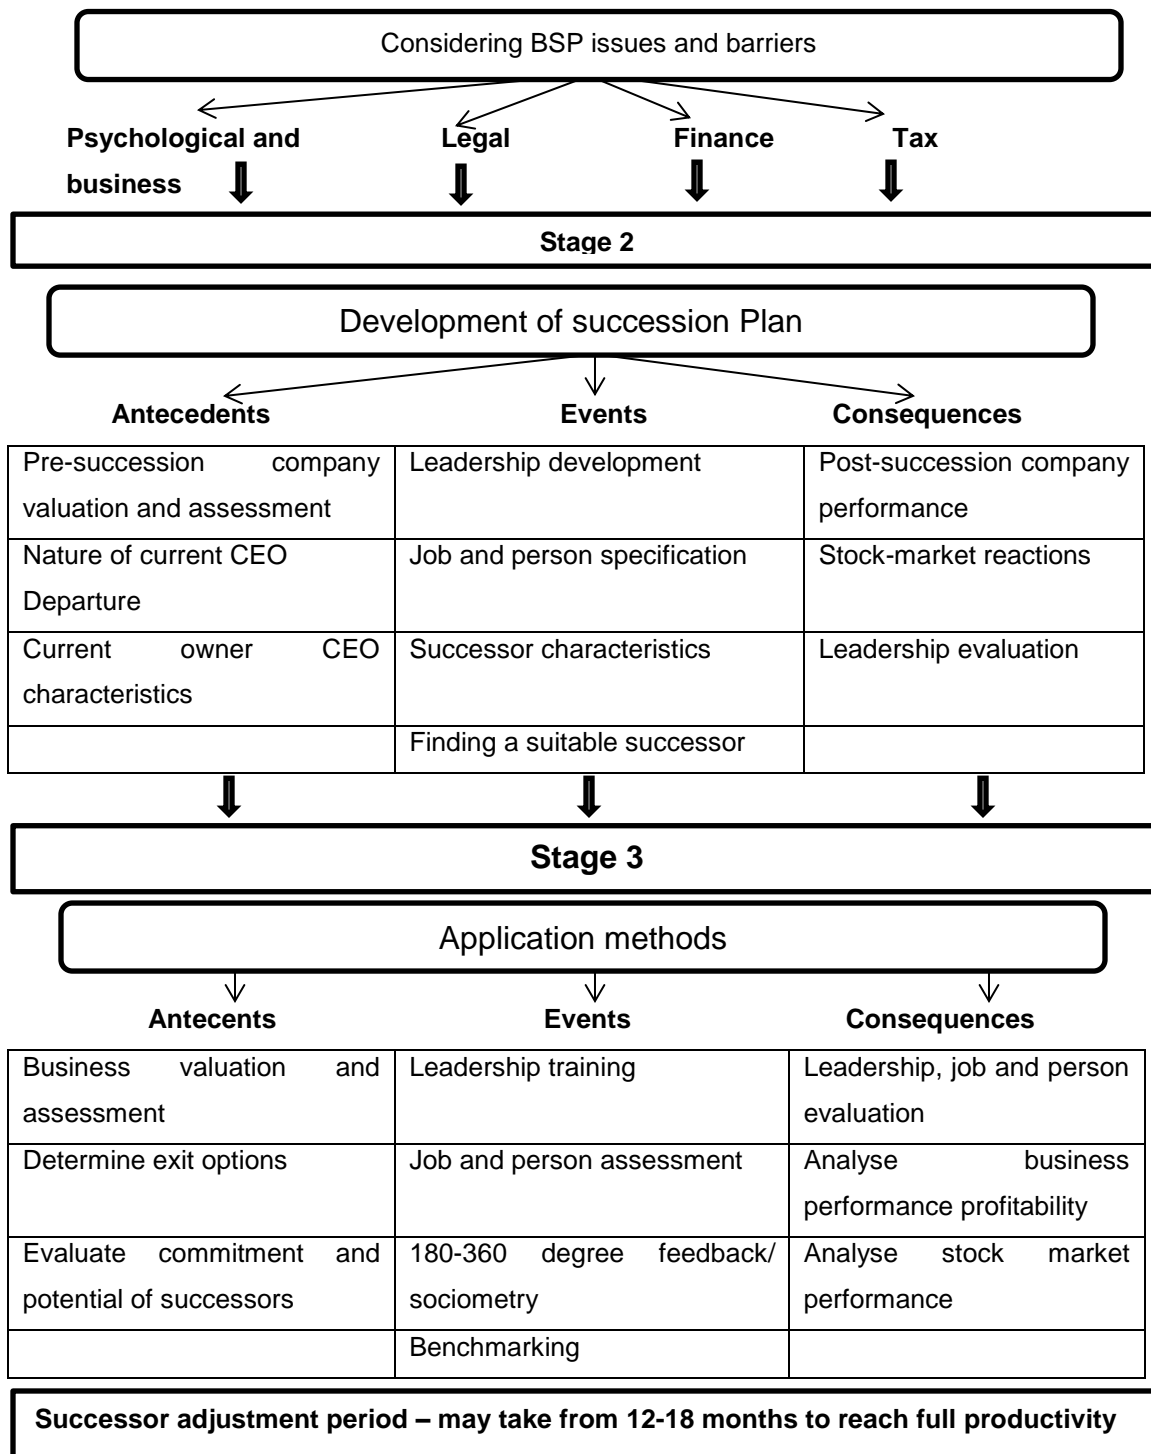 Considering BSP issues and barriers
Psychological and business
Legal
Finance
Tax
Stage 2
Development of succession Plan
Antecedents
Events
Consequences
Pre-succession company
valuation and assessment
Leadership development
Post-succession company
performance
Nature of current CEO
Departure
Job and person specification
Stock-market reactions
Current owner CEO
characteristics
Successor characteristics
Leadership evaluation
Finding a suitable successor
Stage 3
Application methods
Antecents
Events
Consequences
Business valuation and
assessment
Leadership training
Leadership, job and person
evaluation
Determine exit options
Job and person assessment
Analyse business
performance profitability
Evaluate commitment and
potential of successors
180-360 degree feedback/
sociometry
Analyse stock market
performance
Benchmarking
Successor adjustment period – may take from 12-18 months to reach full productivity